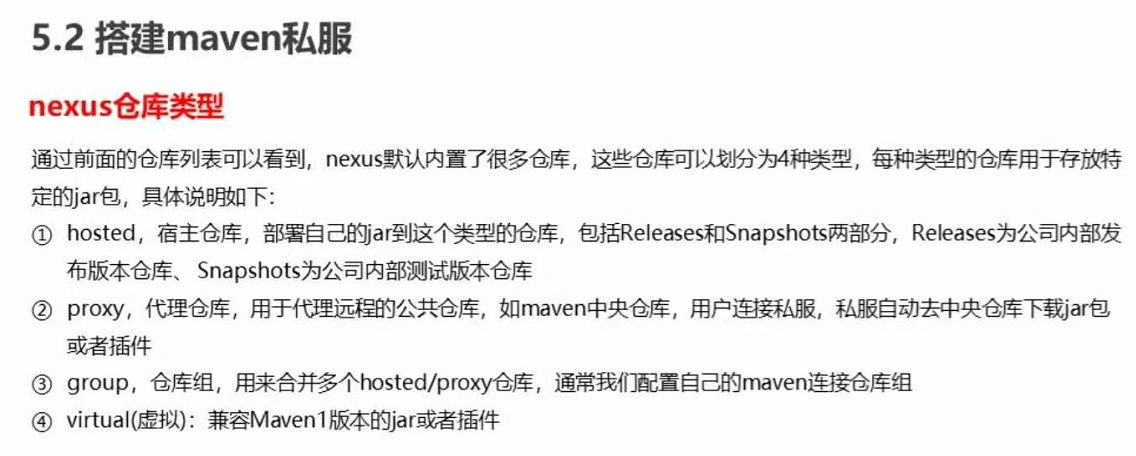 5.2 搭建maven私服
nexus仓库类型
通过前面的仓库列表可以看到，nexus默认内置了很多仓库，这些仓库可以划分为4种类型，每种类型的仓库用于存放特
定的jar包，具体说明如下：
① hosted，宿主仓库，部署自己的jar到这个类型的仓库，包括Releases和Snapshots两部分，Releases为公司内部发
布版本仓库、 Snapshots为公司内部测试版本仓库
② proxy，代理仓库，用于代理远程的公共仓库，如maven中央仓库，用户连接私服，私服自动去中央仓库下载jar包
或者插件
③ group，仓库组，用来合并多个hosted/proxy仓库，通常我们配置自己的maven连接仓库组
④ virtual(虚拟)：兼容Maven1版本的jar或者插件